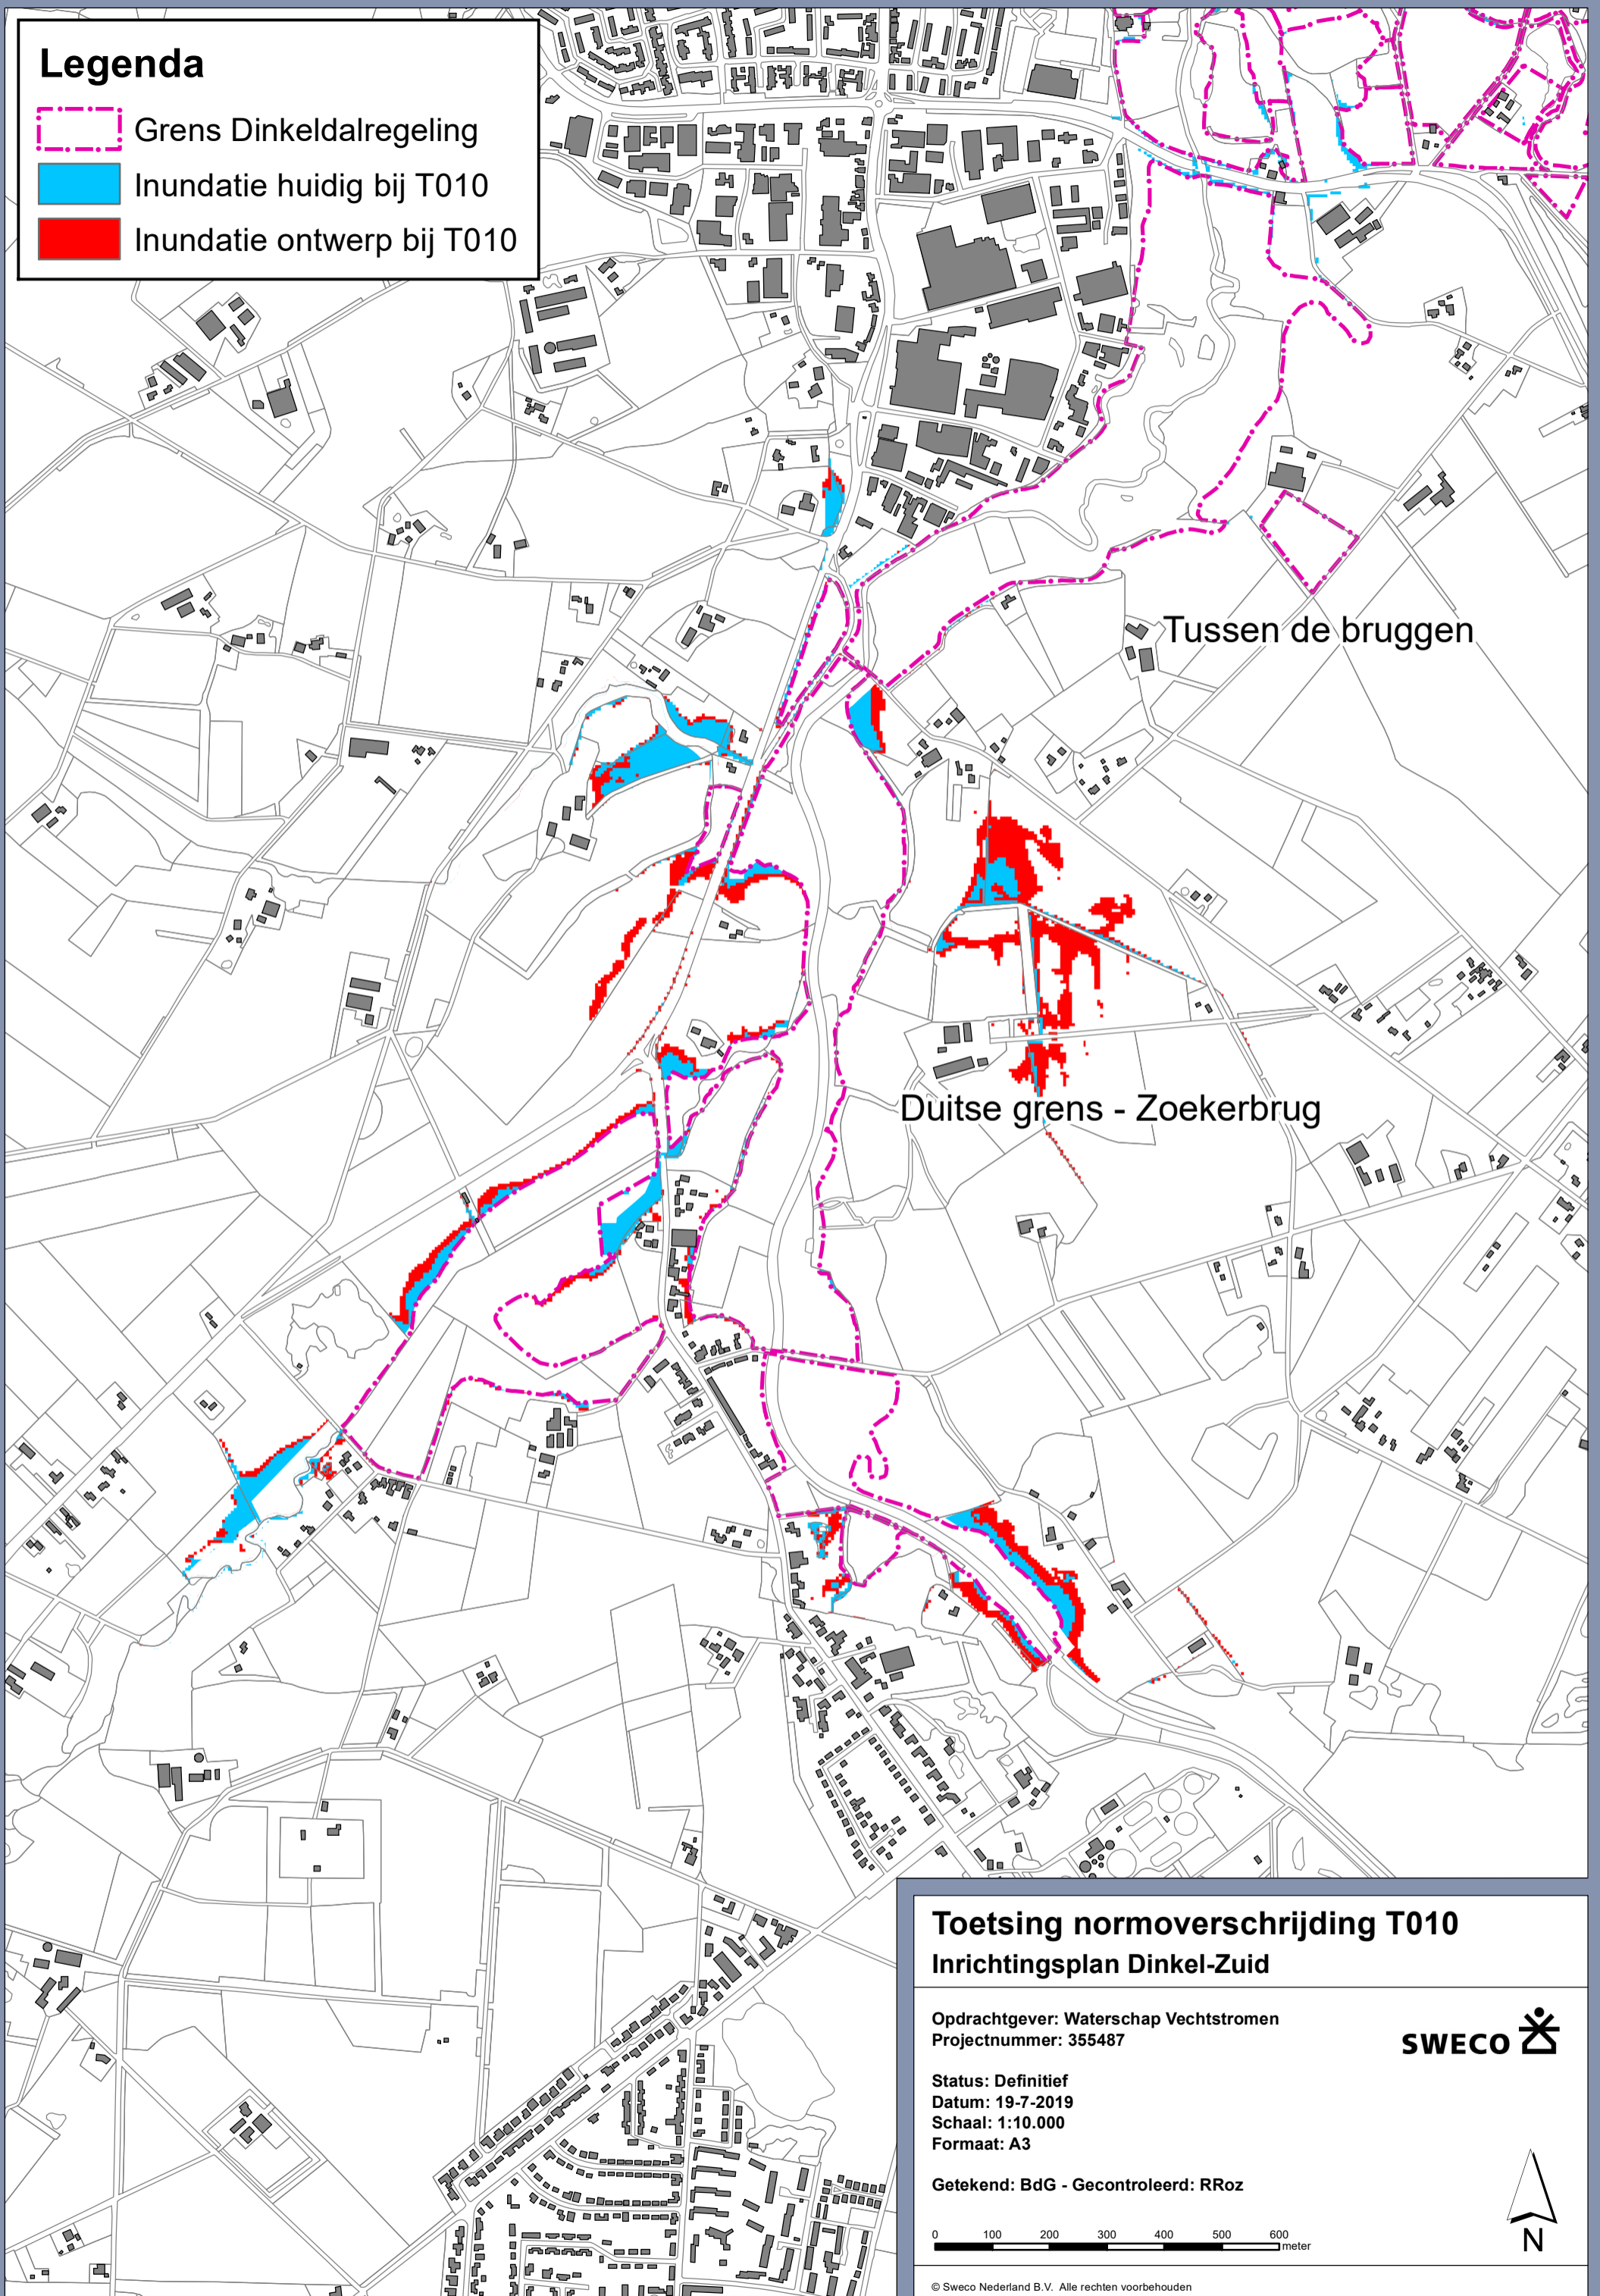 Legenda
Grens Dinkeldalregeling
Inundatie huidig bij T010
Inundatie ontwerp bij T010
Tussen de bruggen
Duitse grens - Zoekerbrug
Toetsing normoverschrijding T010
Inrichtingsplan Dinkel-Zuid
Opdrachtgever: Waterschap Vechtstromen
Projectnummer: 355487
SWECO
Status: Definitief
Datum: 19-7-2019
Schaal: 1:10.000
Formaat: A3
Getekend: BdG - Gecontroleerd: RRoz
0 100 200 300 400 500 600
meter
N
© Sweco Nederland B.V. Alle rechten voorbehouden